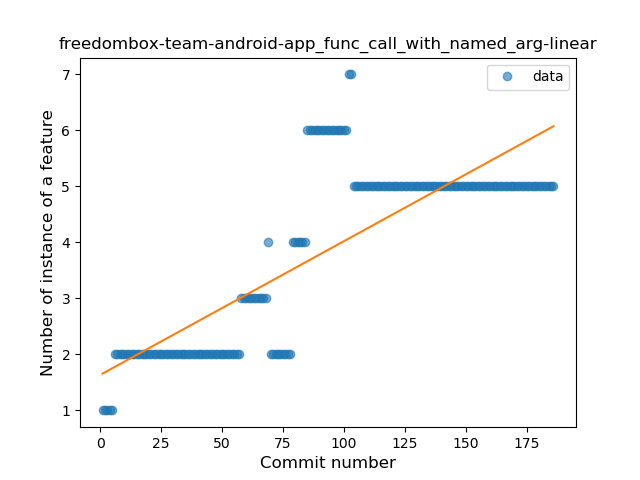 freedombox-team-android-app_func_call_with_named_arg-linear
data
Number of instance of a feature
7
6
5
4
3
2
1
0 25 50 75 100 125 150 175
Commit number